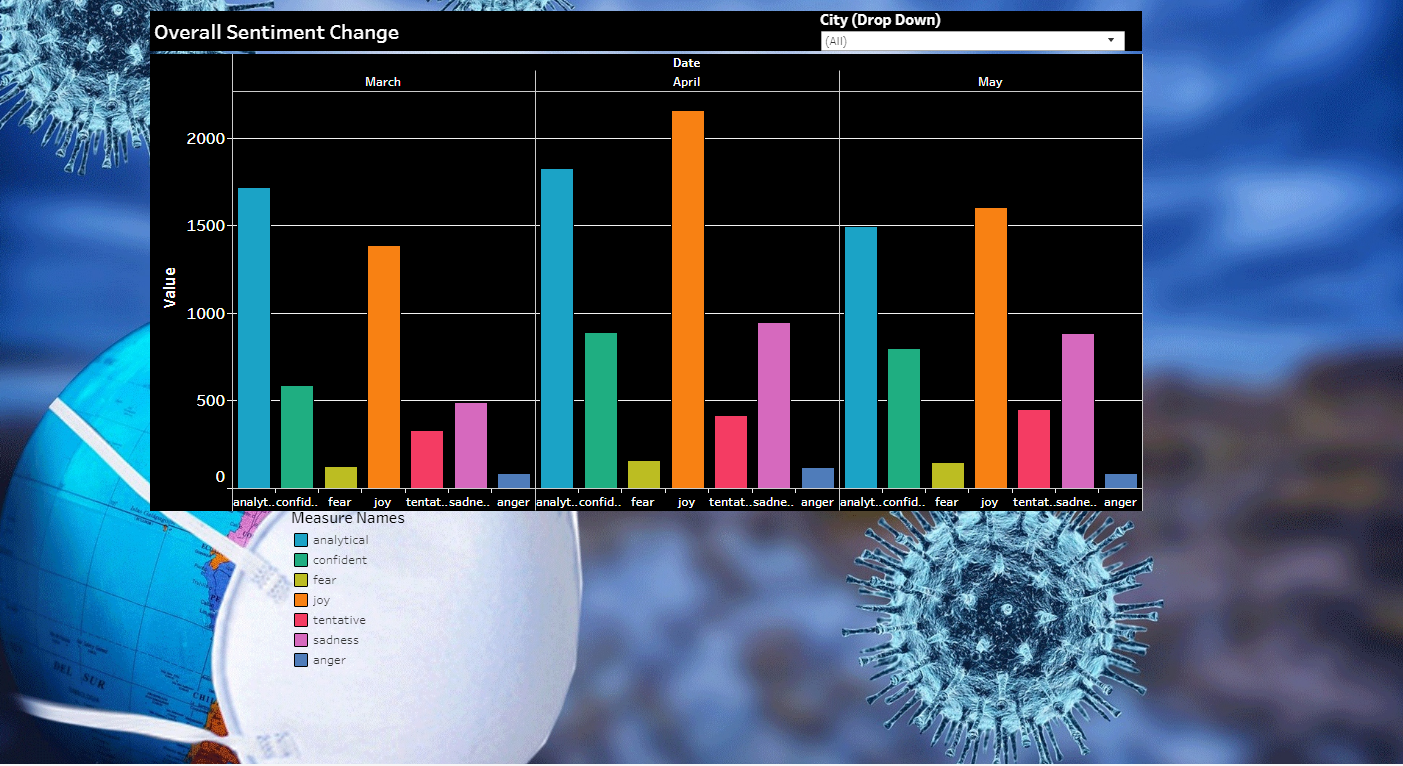 Overall Sentiment Change
City (Drop Down)
(All)
Date
March April May
Value
2000
1500
1000
500
0
analyt.. confid.. fear joy tentat.. sadne.. anger analyt.. confid.. fear joy tentat.. sadne.. anger analyt.. confid.. fear joy tentat.. sadne.. anger
Measure Names
analytical
confident
fear
joy
tentative
sadness
anger
DEL SUR
CHI